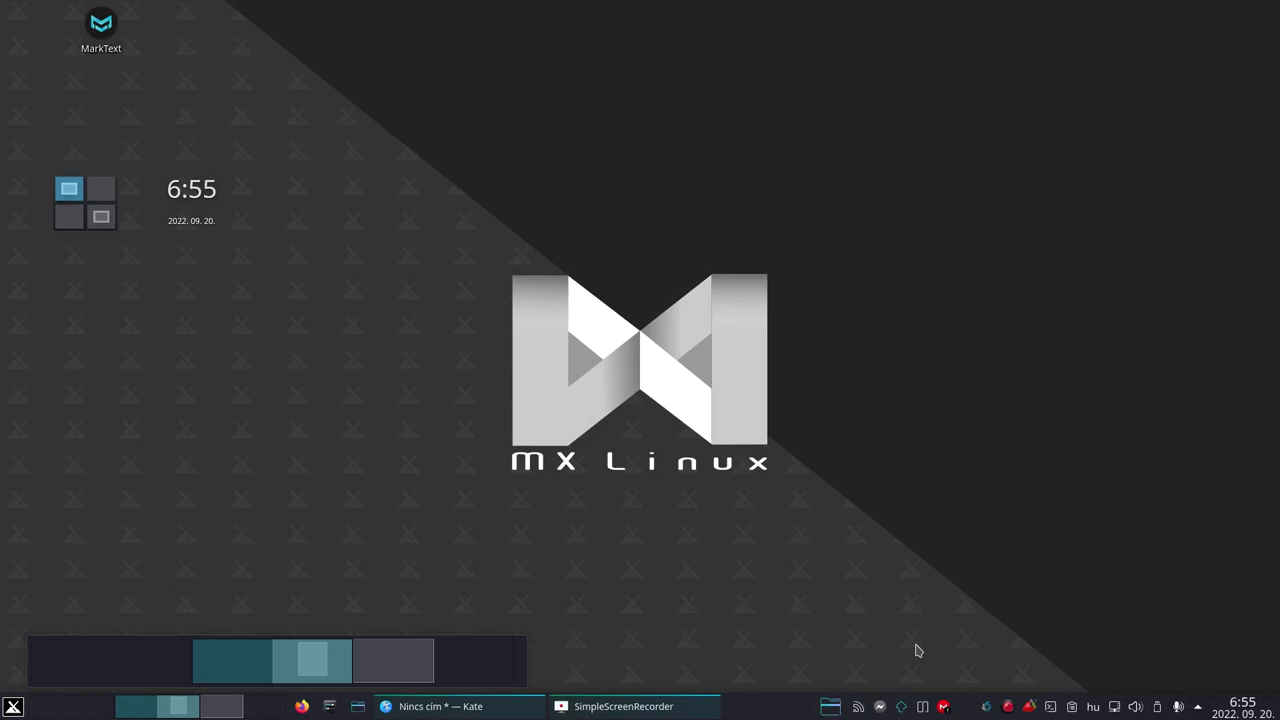 MarkText
6:55
2022. 09. 20.
MX Linux
Nincs cím * — Kate
SimpleScreenRecorder
hu
6:55
2022. 09. 20.